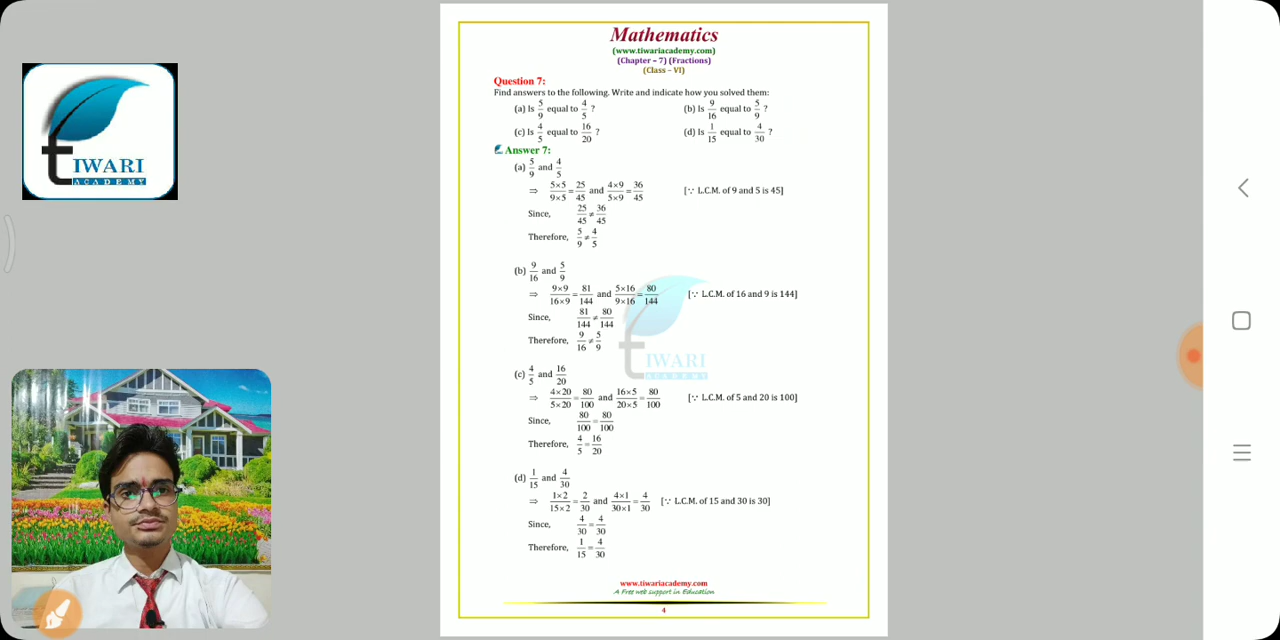 Mathematics
(www.tiwariacademy.com)
(Chapter – 7) (Fractions)
(Class – VI)
Question 7:
Find answers to the following. Write and indicate how you solved them:
(a) Is 5/9 equal to 4/5 ? (b) Is 9/16 equal to 5/9 ?
(c) Is 4/5 equal to 16/20 ? (d) Is 1/15 equal to 4/30 ?
Answer 7:
(a) 5/9 and 4/5
⇒ 5×5/9×5 = 25/45 and 4×9/5×9 = 36/45 [∵ L.C.M. of 9 and 5 is 45]
Since, 25/45 ≠ 36/45
Therefore, 5/9 ≠ 4/5
(b) 9/16 and 5/9
⇒ 9×9/16×9 = 81/144 and 5×16/9×16 = 80/144 [∵ L.C.M. of 16 and 9 is 144]
Since, 81/144 ≠ 80/144
Therefore, 9/16 ≠ 5/9
(c) 4/5 and 16/20
⇒ 4×20/5×20 = 80/100 and 16×5/20×5 = 80/100 [∵ L.C.M. of 5 and 20 is 100]
Since, 80/100 = 80/100
Therefore, 4/5 = 16/20
(d) 1/15 and 4/30
⇒ 1×2/15×2 = 2/30 and 4×1/30×1 = 4/30 [∵ L.C.M. of 15 and 30 is 30]
Since, 4/30 = 4/30
Therefore, 1/15 = 4/30
www.tiwariacademy.com
A Free web support in Education
4
TIWARI
ACADEMY
TIWARI
ACADEMY